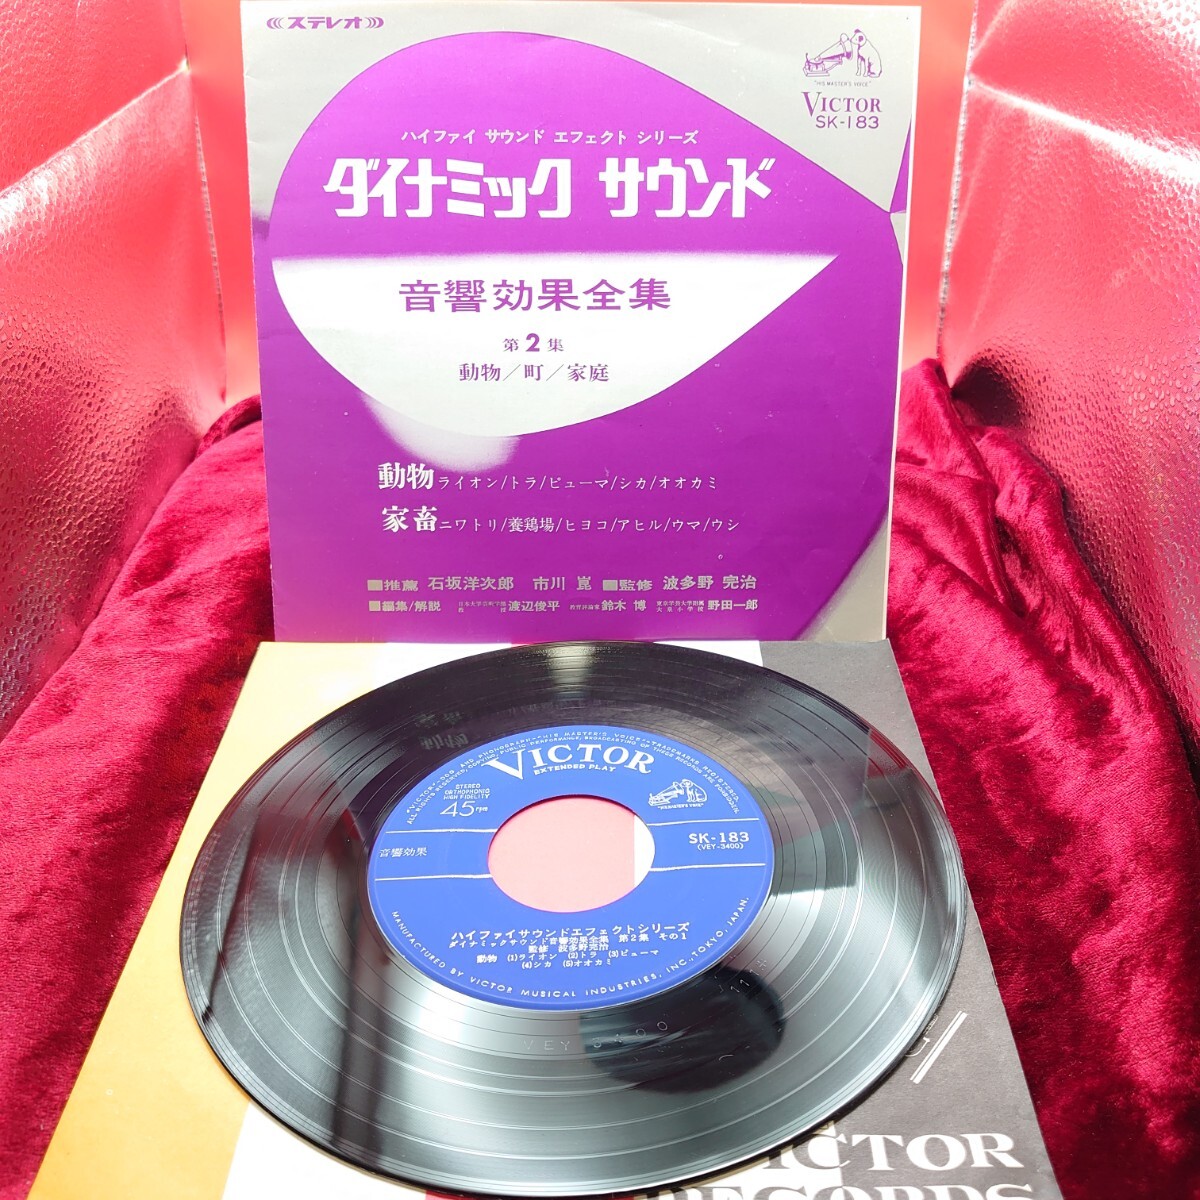 ステレオ
"HIS MASTER'S VOICE"
VICTOR
SK-183
ハイファイ サウンド エフェクト シリーズ
ダイナミック サウンド
音響効果全集
第2集
動物/町/家庭
動物 ライオン/トラ/ピューマ/シカ/オオカミ
家畜 ニワトリ/養鶏場/ヒヨコ/アヒル/ウマ/ウシ
■推薦 石坂洋次郎 市川 崑 ■監修 波多野 完治
■編集/解説 渡辺俊平 鈴木 博 野田一郎
VICTOR
EXTENDED PLAY
STEREO
ORTHOPHONIC
HIGH FIDELITY
45rpm
"HIS MASTER'S VOICE"
SK-183
(VEY-3400)
音響効果
ハイファイサウンドエフェクトシリーズ
ダイナミックサウンド音響効果全集 第2集 その1
監修 波多野完治
動物 (1)ライオン (2)トラ (3)ピューマ
(4)シカ (5)オオカミ
MANUFACTURED BY VICTOR MUSICAL INDUSTRIES, INC., TOKYO, JAPAN.
VEY 3400
VICTOR
RECORDS